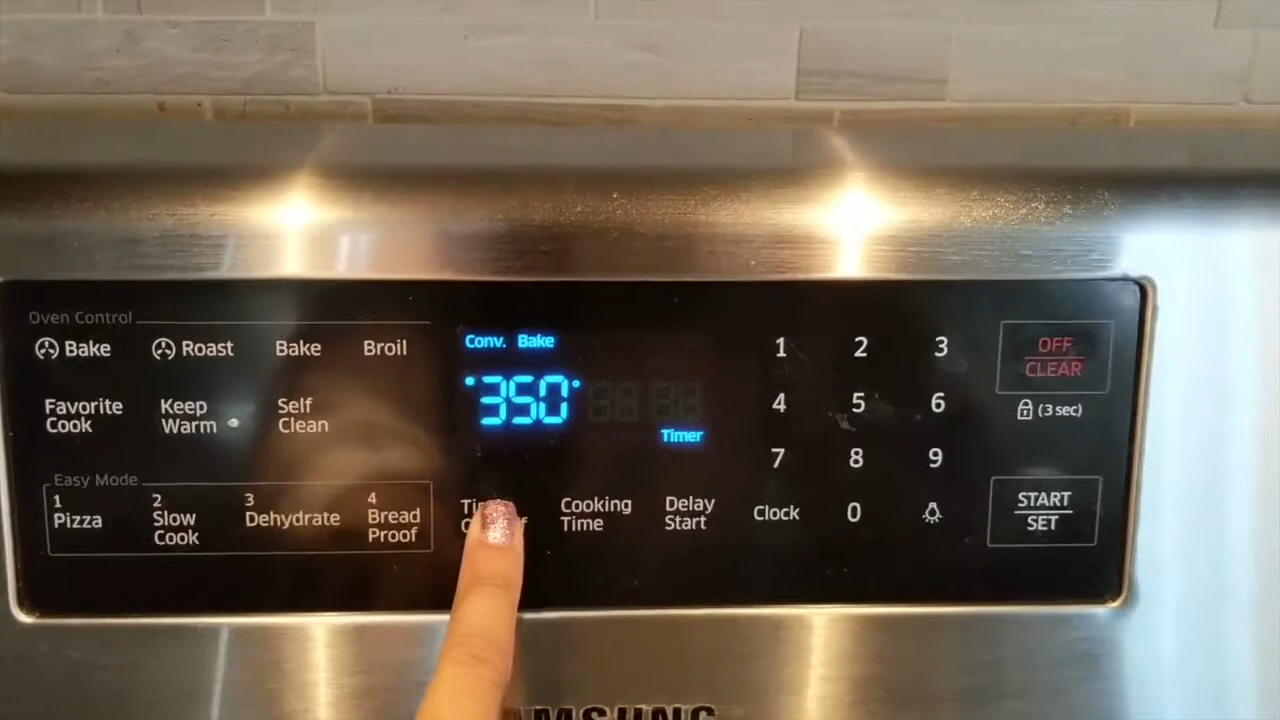 Oven Control
Bake
Roast
Bake
Broil
Favorite
Cook
Keep
Warm
Self
Clean
Easy Mode
1
Pizza
2
Slow
Cook
3
Dehydrate
4
Bread
Proof
Conv. Bake
350°
Timer
Cooking
Time
Delay
Start
1 2 3
4 5 6
7 8 9
Clock
0
OFF
CLEAR
(3 sec)
START
SET
SAMSUNG